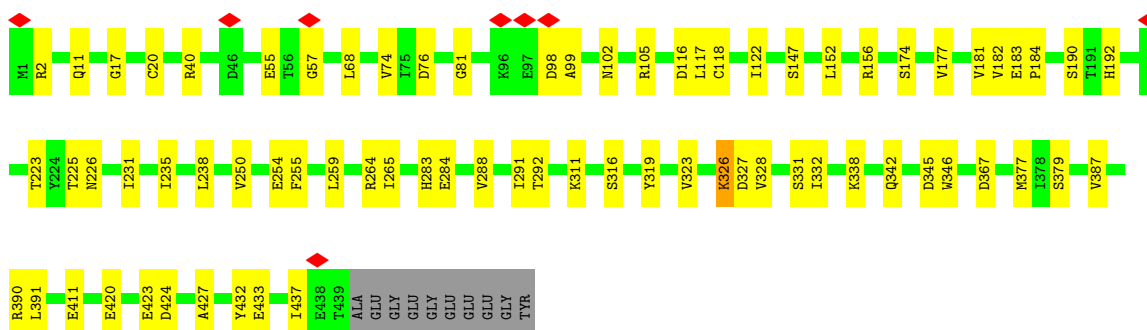 M1 R2 Q11 G17 C20 R40 D46 E55 T56 G57 L68 V74 I75 D76 G81 K96 E97 D98 A99 N102 R105 D116 L117 C118 I122 S147 L152 R156 S174 V177 V181 V182 E183 P184 S190 T191 H192
T223 Y224 T225 N226 I231 I235 L238 V250 E254 F255 L259 R264 I265 H283 E284 V288 I291 T292 K311 S316 Y319 V323 K326 D327 V328 S331 I332 K338 Q342 D345 W346 D367 M377 I378 S379 V387
R390 L391 E411 E420 E423 D424 A427 Y432 E433 I437 E438 T439 ALA GLU GLY GLU GLY GLU GLU GLU GLY TYR